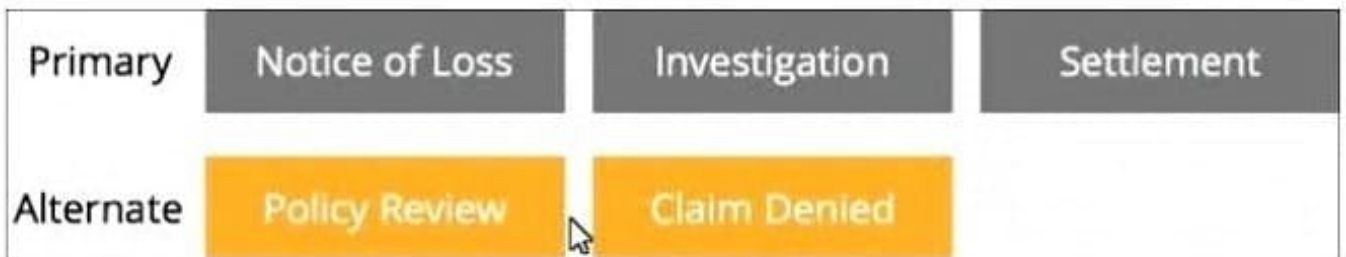 Primary Notice of Loss Investigation Settlement
Alternate Policy Review Claim Denied